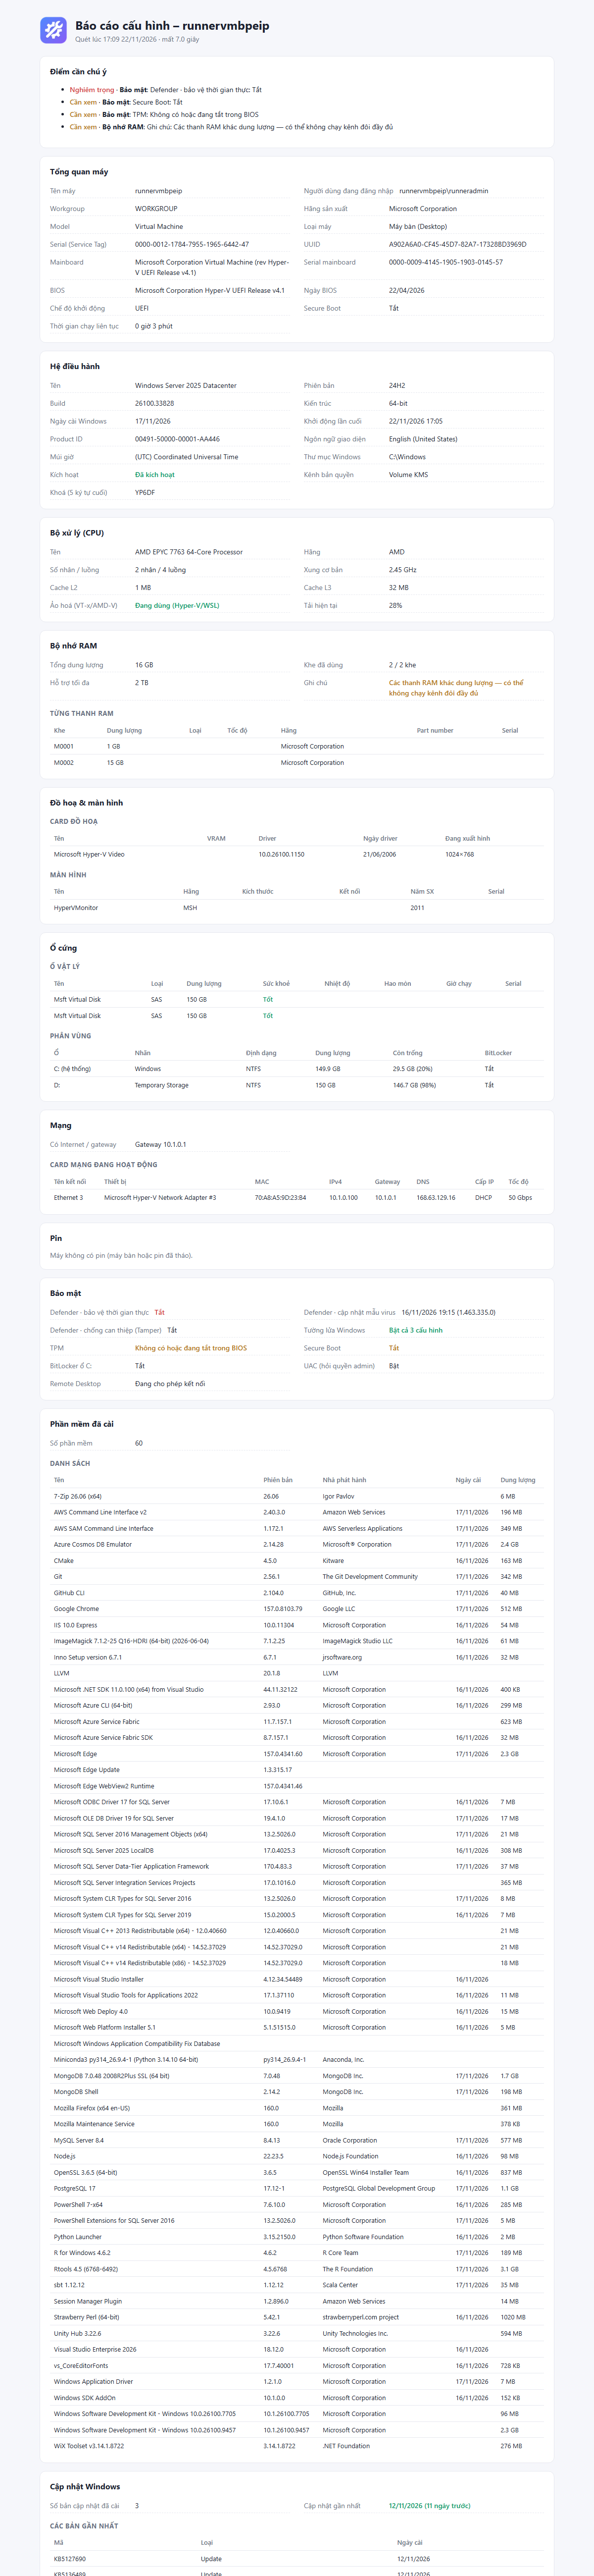 Báo cáo cấu hình – runnervmbpeip
Quét lúc 17:09 22/11/2026 · mất 7.0 giây
Điểm cần chú ý
Nghiêm trọng · Bảo mật: Defender · bảo vệ thời gian thực: Tắt
Cần xem · Bảo mật: Secure Boot: Tắt
Cần xem · Bảo mật: TPM: Không có hoặc đang tắt trong BIOS
Cần xem · Bộ nhớ RAM: Ghi chú: Các thanh RAM khác dung lượng — có thể không chạy kênh đôi đầy đủ
Tổng quan máy
Tên máy runnervmbpeip Người dùng đang đăng nhập runnervmbpeip\runneradmin
Workgroup WORKGROUP Hãng sản xuất Microsoft Corporation
Model Virtual Machine Loại máy Máy bàn (Desktop)
Serial (Service Tag) 0000-0012-1784-7955-1965-6442-47 UUID A902A6A0-CF45-45D7-82A7-17328BD3969D
Mainboard Microsoft Corporation Virtual Machine (rev Hyper-V UEFI Release v4.1) Serial mainboard 0000-0009-4145-1905-1903-0145-57
BIOS Microsoft Corporation Hyper-V UEFI Release v4.1 Ngày BIOS 22/04/2026
Chế độ khởi động UEFI Secure Boot Tắt
Thời gian chạy liên tục 0 giờ 3 phút
Hệ điều hành
Tên Windows Server 2025 Datacenter Phiên bản 24H2
Build 26100.33828 Kiến trúc 64-bit
Ngày cài Windows 17/11/2026 Khởi động lần cuối 22/11/2026 17:05
Product ID 00491-50000-00001-AA446 Ngôn ngữ giao diện English (United States)
Múi giờ (UTC) Coordinated Universal Time Thư mục Windows C:\Windows
Kích hoạt Đã kích hoạt Kênh bản quyền Volume KMS
Khoá (5 ký tự cuối) YP6DF
Bộ xử lý (CPU)
Tên AMD EPYC 7763 64-Core Processor Hãng AMD
Số nhân / luồng 2 nhân / 4 luồng Xung cơ bản 2.45 GHz
Cache L2 1 MB Cache L3 32 MB
Ảo hoá (VT-x/AMD-V) Đang dùng (Hyper-V/WSL) Tải hiện tại 28%
Bộ nhớ RAM
Tổng dung lượng 16 GB Khe đã dùng 2 / 2 khe
Hỗ trợ tối đa 2 TB Ghi chú Các thanh RAM khác dung lượng — có thể không chạy kênh đôi đầy đủ
TỪNG THANH RAM
Khe Dung lượng Loại Tốc độ Hãng Part number Serial
M0001 1 GB Microsoft Corporation
M0002 15 GB Microsoft Corporation
Đồ hoạ & màn hình
CARD ĐỒ HOẠ
Tên VRAM Driver Ngày driver Đang xuất hình
Microsoft Hyper-V Video 10.0.26100.1150 21/06/2006 1024×768
MÀN HÌNH
Tên Hãng Kích thước Kết nối Năm SX Serial
HyperVMonitor MSH 2011
Ổ cứng
Ổ VẬT LÝ
Tên Loại Dung lượng Sức khoẻ Nhiệt độ Hao mòn Giờ chạy Serial
Msft Virtual Disk SAS 150 GB Tốt
Msft Virtual Disk SAS 150 GB Tốt
PHÂN VÙNG
Ổ Nhãn Định dạng Dung lượng Còn trống BitLocker
C: (hệ thống) Windows NTFS 149.9 GB 29.5 GB (20%) Tắt
D: Temporary Storage NTFS 150 GB 146.7 GB (98%) Tắt
Mạng
Có Internet / gateway Gateway 10.1.0.1
CARD MẠNG ĐANG HOẠT ĐỘNG
Tên kết nối Thiết bị MAC IPv4 Gateway DNS Cấp IP Tốc độ
Ethernet 3 Microsoft Hyper-V Network Adapter #3 70:A8:A5:9D:23:B4 10.1.0.100 10.1.0.1 168.63.129.16 DHCP 50 Gbps
Pin
Máy không có pin (máy bàn hoặc pin đã tháo).
Bảo mật
Defender · bảo vệ thời gian thực Tắt Defender · cập nhật mẫu virus 16/11/2026 19:15 (1.463.335.0)
Defender · chống can thiệp (Tamper) Tắt Tường lửa Windows Bật cả 3 cấu hình
TPM Không có hoặc đang tắt trong BIOS Secure Boot Tắt
BitLocker ổ C: Tắt UAC (hỏi quyền admin) Bật
Remote Desktop Đang cho phép kết nối
Phần mềm đã cài
Số phần mềm 60
DANH SÁCH
Tên Phiên bản Nhà phát hành Ngày cài Dung lượng
7-Zip 26.06 (x64) 26.06 Igor Pavlov 6 MB
AWS Command Line Interface v2 2.40.3.0 Amazon Web Services 17/11/2026 196 MB
AWS SAM Command Line Interface 1.172.1 AWS Serverless Applications 17/11/2026 349 MB
Azure Cosmos DB Emulator 2.14.28 Microsoft® Corporation 17/11/2026 2.4 GB
CMake 4.5.0 Kitware 16/11/2026 163 MB
Git 2.56.1 The Git Development Community 17/11/2026 342 MB
GitHub CLI 2.104.0 GitHub, Inc. 17/11/2026 40 MB
Google Chrome 157.0.8103.79 Google LLC 17/11/2026 512 MB
IIS 10.0 Express 10.0.11304 Microsoft Corporation 16/11/2026 54 MB
ImageMagick 7.1.2-25 Q16-HDRI (64-bit) (2026-06-04) 7.1.2.25 ImageMagick Studio LLC 16/11/2026 61 MB
Inno Setup version 6.7.1 6.7.1 jrsoftware.org 16/11/2026 32 MB
LLVM 20.1.8 LLVM
Microsoft .NET SDK 11.0.100 (x64) from Visual Studio 44.11.32122 Microsoft Corporation 16/11/2026 400 KB
Microsoft Azure CLI (64-bit) 2.93.0 Microsoft Corporation 16/11/2026 299 MB
Microsoft Azure Service Fabric 11.7.157.1 Microsoft Corporation 623 MB
Microsoft Azure Service Fabric SDK 8.7.157.1 Microsoft Corporation 16/11/2026 32 MB
Microsoft Edge 157.0.4341.60 Microsoft Corporation 17/11/2026 2.3 GB
Microsoft Edge Update 1.3.315.17
Microsoft Edge WebView2 Runtime 157.0.4341.46
Microsoft ODBC Driver 17 for SQL Server 17.10.6.1 Microsoft Corporation 16/11/2026 7 MB
Microsoft OLE DB Driver 19 for SQL Server 19.4.1.0 Microsoft Corporation 17/11/2026 17 MB
Microsoft SQL Server 2016 Management Objects (x64) 13.2.5026.0 Microsoft Corporation 17/11/2026 21 MB
Microsoft SQL Server 2025 LocalDB 17.0.4025.3 Microsoft Corporation 16/11/2026 308 MB
Microsoft SQL Server Data-Tier Application Framework 170.4.83.3 Microsoft Corporation 17/11/2026 37 MB
Microsoft SQL Server Integration Services Projects 17.0.1016.0 Microsoft Corporation 365 MB
Microsoft System CLR Types for SQL Server 2016 13.2.5026.0 Microsoft Corporation 17/11/2026 8 MB
Microsoft System CLR Types for SQL Server 2019 15.0.2000.5 Microsoft Corporation 16/11/2026 7 MB
Microsoft Visual C++ 2013 Redistributable (x64) - 12.0.40660 12.0.40660.0 Microsoft Corporation 21 MB
Microsoft Visual C++ v14 Redistributable (x64) - 14.52.37029 14.52.37029.0 Microsoft Corporation 21 MB
Microsoft Visual C++ v14 Redistributable (x86) - 14.52.37029 14.52.37029.0 Microsoft Corporation 18 MB
Microsoft Visual Studio Installer 4.12.34.54489 Microsoft Corporation 16/11/2026
Microsoft Visual Studio Tools for Applications 2022 17.1.37110 Microsoft Corporation 16/11/2026 11 MB
Microsoft Web Deploy 4.0 10.0.9419 Microsoft Corporation 16/11/2026 15 MB
Microsoft Web Platform Installer 5.1 5.1.51515.0 Microsoft Corporation 16/11/2026 5 MB
Microsoft Windows Application Compatibility Fix Database
Miniconda3 py314_26.9.4-1 (Python 3.14.10 64-bit) py314_26.9.4-1 Anaconda, Inc.
MongoDB 7.0.48 2008R2Plus SSL (64 bit) 7.0.48 MongoDB Inc. 17/11/2026 1.7 GB
MongoDB Shell 2.14.2 MongoDB Inc. 17/11/2026 198 MB
Mozilla Firefox (x64 en-US) 160.0 Mozilla 361 MB
Mozilla Maintenance Service 160.0 Mozilla 378 KB
MySQL Server 8.4 8.4.13 Oracle Corporation 17/11/2026 577 MB
Node.js 22.23.5 Node.js Foundation 16/11/2026 98 MB
OpenSSL 3.6.5 (64-bit) 3.6.5 OpenSSL Win64 Installer Team 16/11/2026 837 MB
PostgreSQL 17 17.12-1 PostgreSQL Global Development Group 17/11/2026 1.1 GB
PowerShell 7-x64 7.6.10.0 Microsoft Corporation 16/11/2026 285 MB
PowerShell Extensions for SQL Server 2016 13.2.5026.0 Microsoft Corporation 17/11/2026 5 MB
Python Launcher 3.15.2150.0 Python Software Foundation 16/11/2026 2 MB
R for Windows 4.6.2 4.6.2 R Core Team 17/11/2026 189 MB
Rtools 4.5 (6768-6492) 4.5.6768 The R Foundation 17/11/2026 3.1 GB
sbt 1.12.12 1.12.12 Scala Center 17/11/2026 35 MB
Session Manager Plugin 1.2.896.0 Amazon Web Services 14 MB
Strawberry Perl (64-bit) 5.42.1 strawberryperl.com project 16/11/2026 1020 MB
Unity Hub 3.22.6 3.22.6 Unity Technologies Inc. 594 MB
Visual Studio Enterprise 2026 18.12.0 Microsoft Corporation 16/11/2026
vs_CoreEditorFonts 17.7.40001 Microsoft Corporation 16/11/2026 728 KB
Windows Application Driver 1.2.1.0 Microsoft Corporation 17/11/2026 7 MB
Windows SDK AddOn 10.1.0.0 Microsoft Corporation 16/11/2026 152 KB
Windows Software Development Kit - Windows 10.0.26100.7705 10.1.26100.7705 Microsoft Corporation 96 MB
Windows Software Development Kit - Windows 10.0.26100.9457 10.1.26100.9457 Microsoft Corporation 2.3 GB
WiX Toolset v3.14.1.8722 3.14.1.8722 .NET Foundation 276 MB
Cập nhật Windows
Số bản cập nhật đã cài 3 Cập nhật gần nhất 12/11/2026 (11 ngày trước)
CÁC BẢN GẦN NHẤT
Mã Loại Ngày cài
KB5127690 Update 12/11/2026
KB5136489 Update 12/11/2026